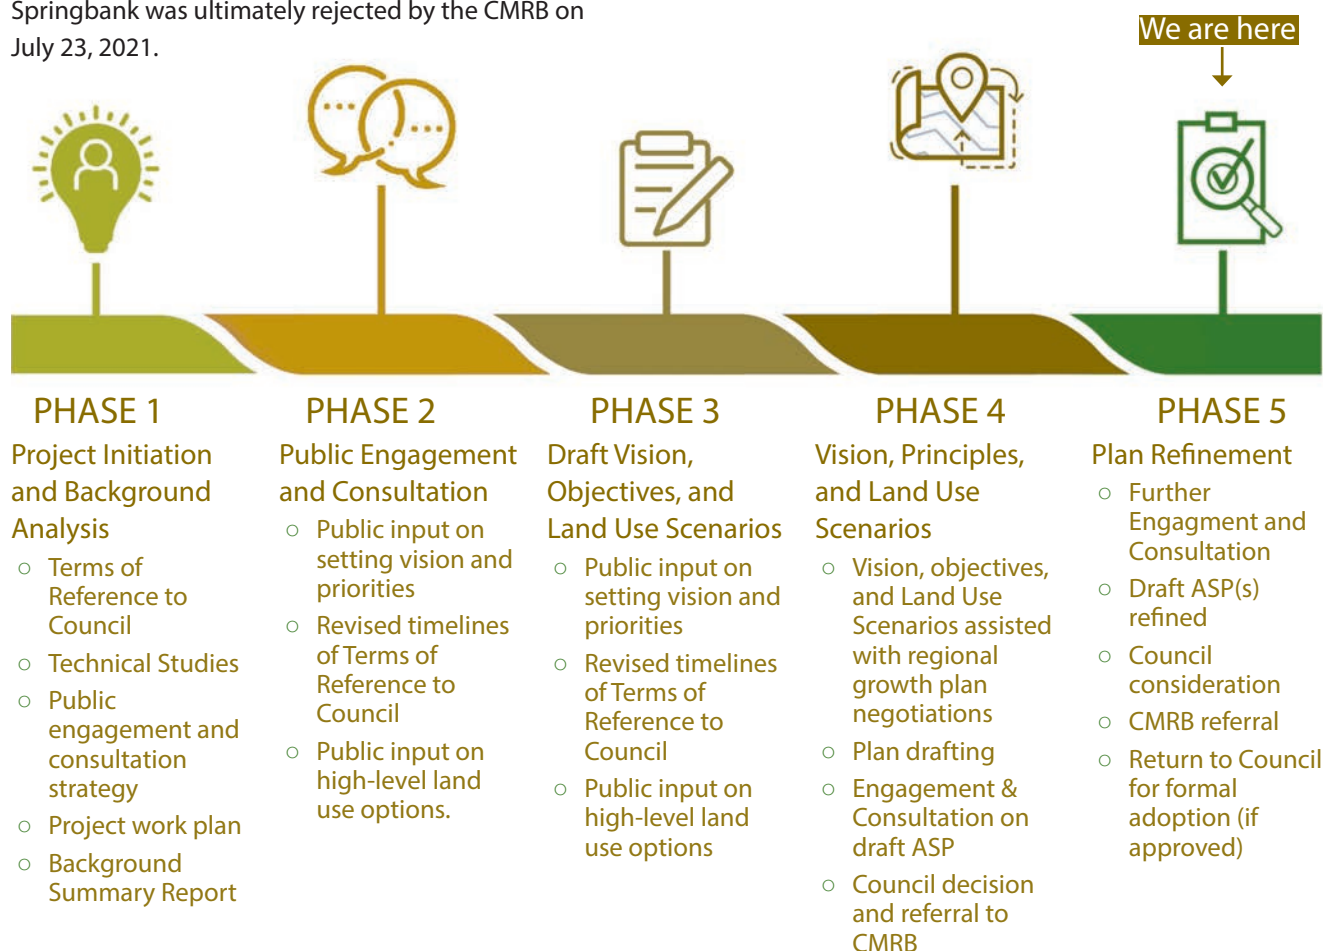 Springbank was ultimately rejected by the CMRB on
July 23, 2021.
We are here
PHASE 1
Project Initiation
and Background
Analysis
○ Terms of
Reference to
Council
○ Technical Studies
○ Public
engagement and
consultation
strategy
○ Project work plan
○ Background
Summary Report
PHASE 2
Public Engagement
and Consultation
○ Public input on
setting vision and
priorities
○ Revised timelines
of Terms of
Reference to
Council
○ Public input on
high-level land
use options.
PHASE 3
Draft Vision,
Objectives, and
Land Use Scenarios
○ Public input on
setting vision and
priorities
○ Revised timelines
of Terms of
Reference to
Council
○ Public input on
high-level land
use options
PHASE 4
Vision, Principles,
and Land Use
Scenarios
○ Vision, objectives,
and Land Use
Scenarios assisted
with regional
growth plan
negotiations
○ Plan drafting
○ Engagement &
Consultation on
draft ASP
○ Council decision
and referral to
CMRB
PHASE 5
Plan Refinement
○ Further
Engagment and
Consultation
○ Draft ASP(s)
refined
○ Council
consideration
○ CMRB referral
○ Return to Council
for formal
adoption (if
approved)